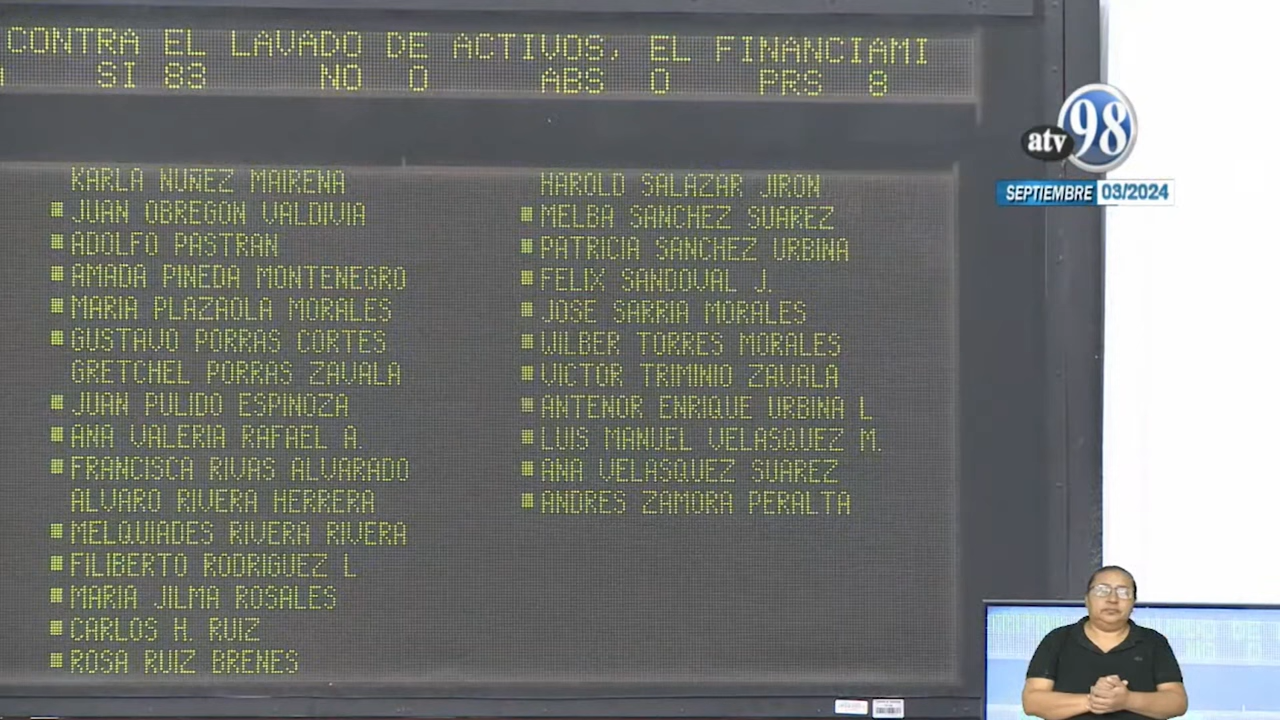 CONTRA EL LAVADO DE ACTIVOS, EL FINANCIAMI
SI 83 NO 0 ABS 0 PRS 8
KARLA NUÑEZ MAIRENA
JUAN OBREGON VALDIVIA
ADOLFO PASTRAN
AMADA PINEDA MONTENEGRO
MARIA PLAZAOLA MORALES
GUSTAVO PORRAS CORTES
GRETCHEL PORRAS ZAVALA
JUAN PULIDO ESPINOZA
ANA VALERIA RAFAEL A.
FRANCISCA RIVAS ALVARADO
ALVARO RIVERA HERRERA
MELQUIADES RIVERA RIVERA
FILIBERTO RODRIGUEZ L
MARIA JILMA ROSALES
CARLOS H. RUIZ
ROSA RUIZ BRENES
HAROLD SALAZAR JIRON
MELBA SANCHEZ SUAREZ
PATRICIA SANCHEZ URBINA
FELIX SANDOVAL J.
JOSE SARRIA MORALES
WILBER TORRES MORALES
VICTOR TRIMINIO ZAVALA
ANTENOR ENRIQUE URBINA L
LUIS MANUEL VELASQUEZ M.
ANA VELASQUEZ SUAREZ
ANDRES ZAMORA PERALTA
atv 98
SEPTIEMBRE 03/2024